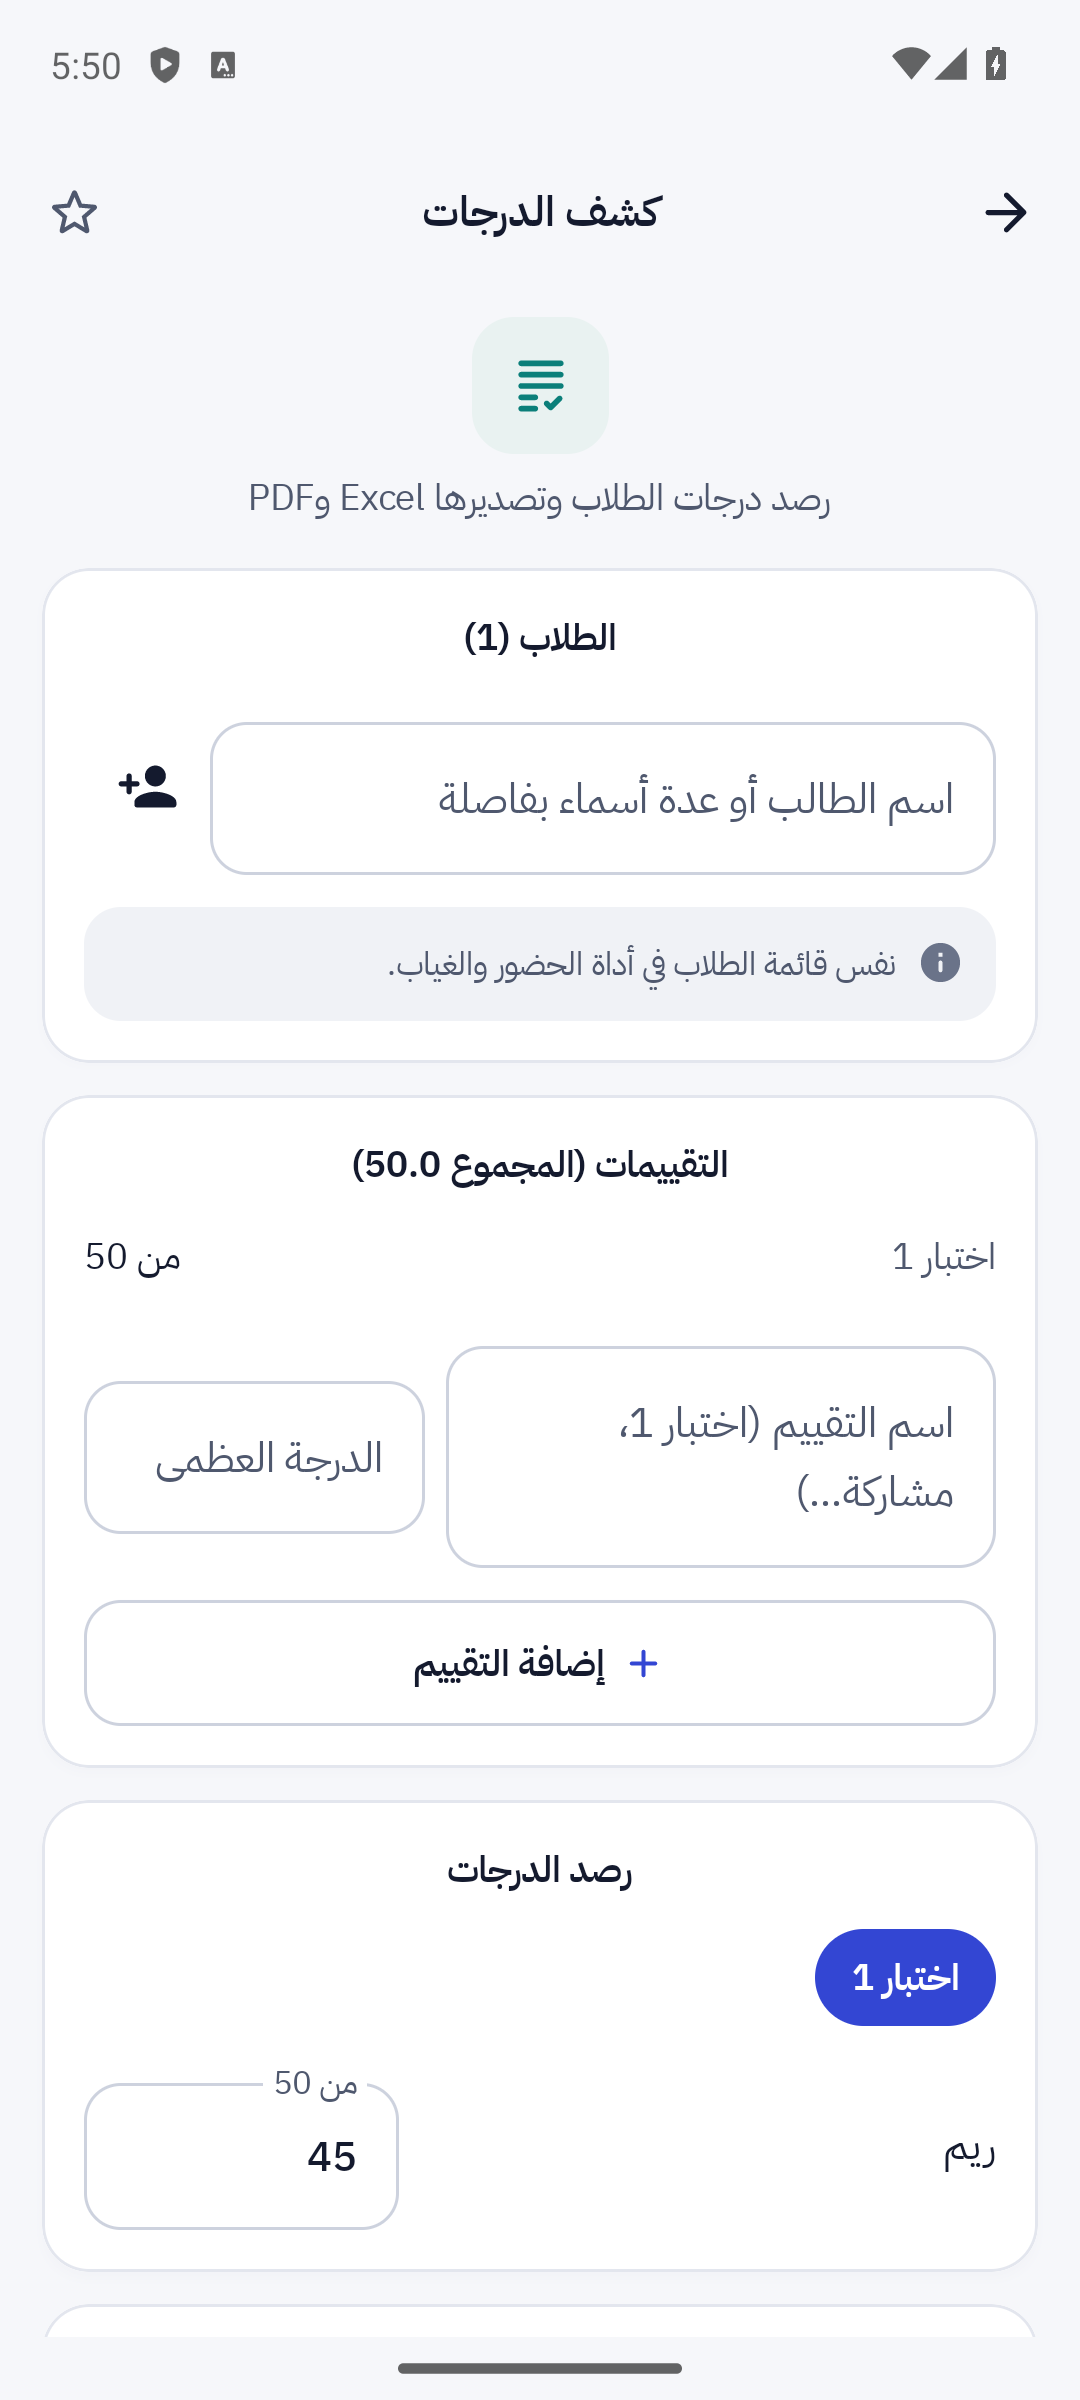 5:50
كشف الدرجات
رصد درجات الطلاب وتصديرها Excel وPDF
الطلاب (1)
اسم الطالب أو عدة أسماء بفاصلة
نفس قائمة الطلاب في أداة الحضور والغياب.
التقييمات (المجموع 50.0)
اختبار 1
من 50
اسم التقييم (اختبار 1،
مشاركة...)
الدرجة العظمى
إضافة التقييم
رصد الدرجات
اختبار 1
ريم
من 50
45